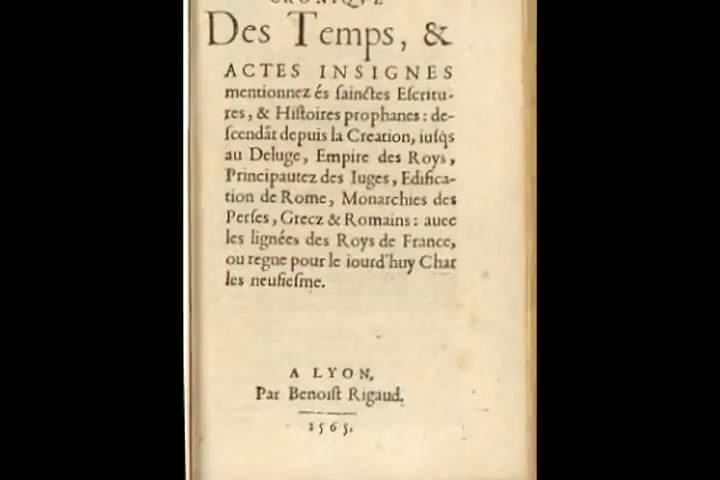 CRONIQVE
Des Temps, &
ACTES INSIGNES
mentionnez és ſainctes Eſcritu-
res, & Hiſtoires prophanes: de-
ſcendãt depuis la Creation, iuſq̃s
au Deluge, Empire des Roys,
Principautez des Iuges, Edifica-
tion de Rome, Monarchies des
Perſes, Grecz & Romains: auec
les lignées des Roys de France,
ou regne pour le iourd'huy Char
les neufieſme.
A LYON,
Par Benoiſt Rigaud.
1565.